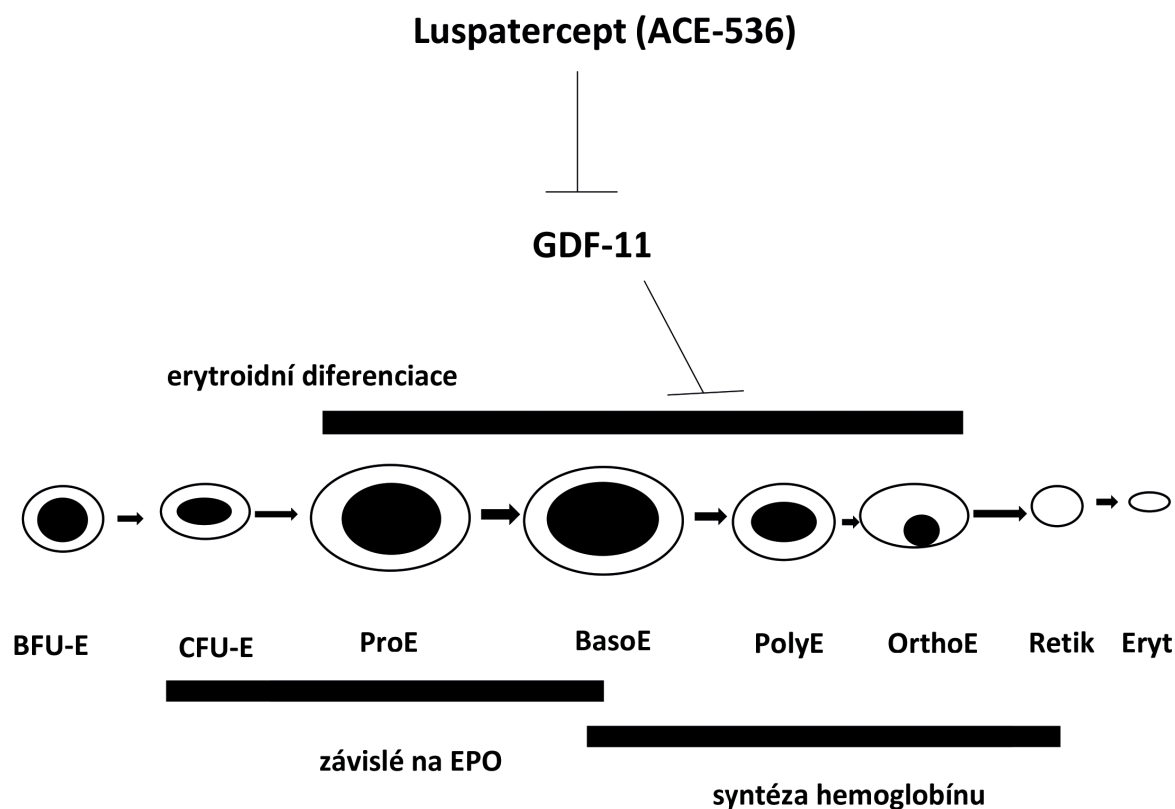 Luspatercept (ACE-536)
GDF-11
erytroidní diferenciace
BFU-E
CFU-E
ProE
BasoE
PolyE
OrthoE
Retik
Eryt
závislé na EPO
syntéza hemoglobínu